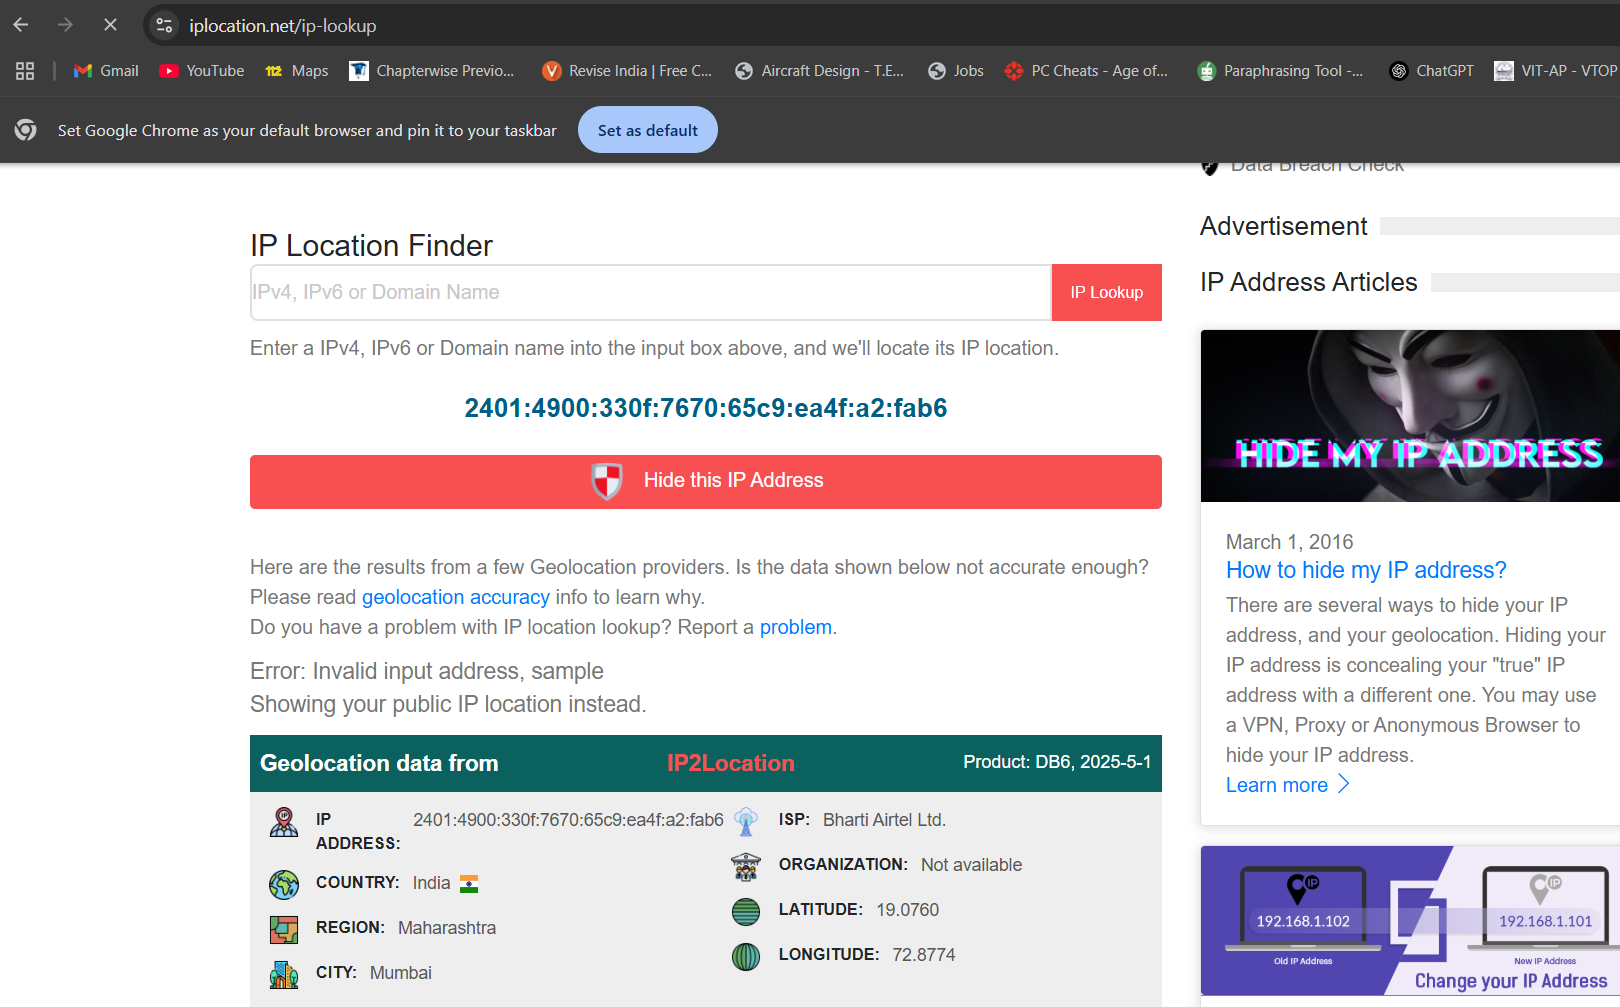 iplocation.net/ip-lookup
Gmail YouTube Maps Chapterwise Previo... Revise India | Free C... Aircraft Design - T.E... Jobs PC Cheats - Age of... Paraphrasing Tool -... ChatGPT VIT-AP - VTOP
Set Google Chrome as your default browser and pin it to your taskbar Set as default
Data Breach Check
IP Location Finder
IPv4, IPv6 or Domain Name IP Lookup
Enter a IPv4, IPv6 or Domain name into the input box above, and we'll locate its IP location.
2401:4900:330f:7670:65c9:ea4f:a2:fab6
Hide this IP Address
Here are the results from a few Geolocation providers. Is the data shown below not accurate enough?
Please read geolocation accuracy info to learn why.
Do you have a problem with IP location lookup? Report a problem.
Error: Invalid input address, sample
Showing your public IP location instead.
Geolocation data from IP2Location Product: DB6, 2025-5-1
IP ADDRESS: 2401:4900:330f:7670:65c9:ea4f:a2:fab6
COUNTRY: India
REGION: Maharashtra
CITY: Mumbai
ISP: Bharti Airtel Ltd.
ORGANIZATION: Not available
LATITUDE: 19.0760
LONGITUDE: 72.8774
Advertisement
IP Address Articles
HIDE MY IP ADDRESS
March 1, 2016
How to hide my IP address?
There are several ways to hide your IP
address, and your geolocation. Hiding your
IP address is concealing your "true" IP
address with a different one. You may use
a VPN, Proxy or Anonymous Browser to
hide your IP address.
Learn more
IP IP
192.168.1.102 192.168.1.101
Old IP Address New IP Address
Change your IP Address